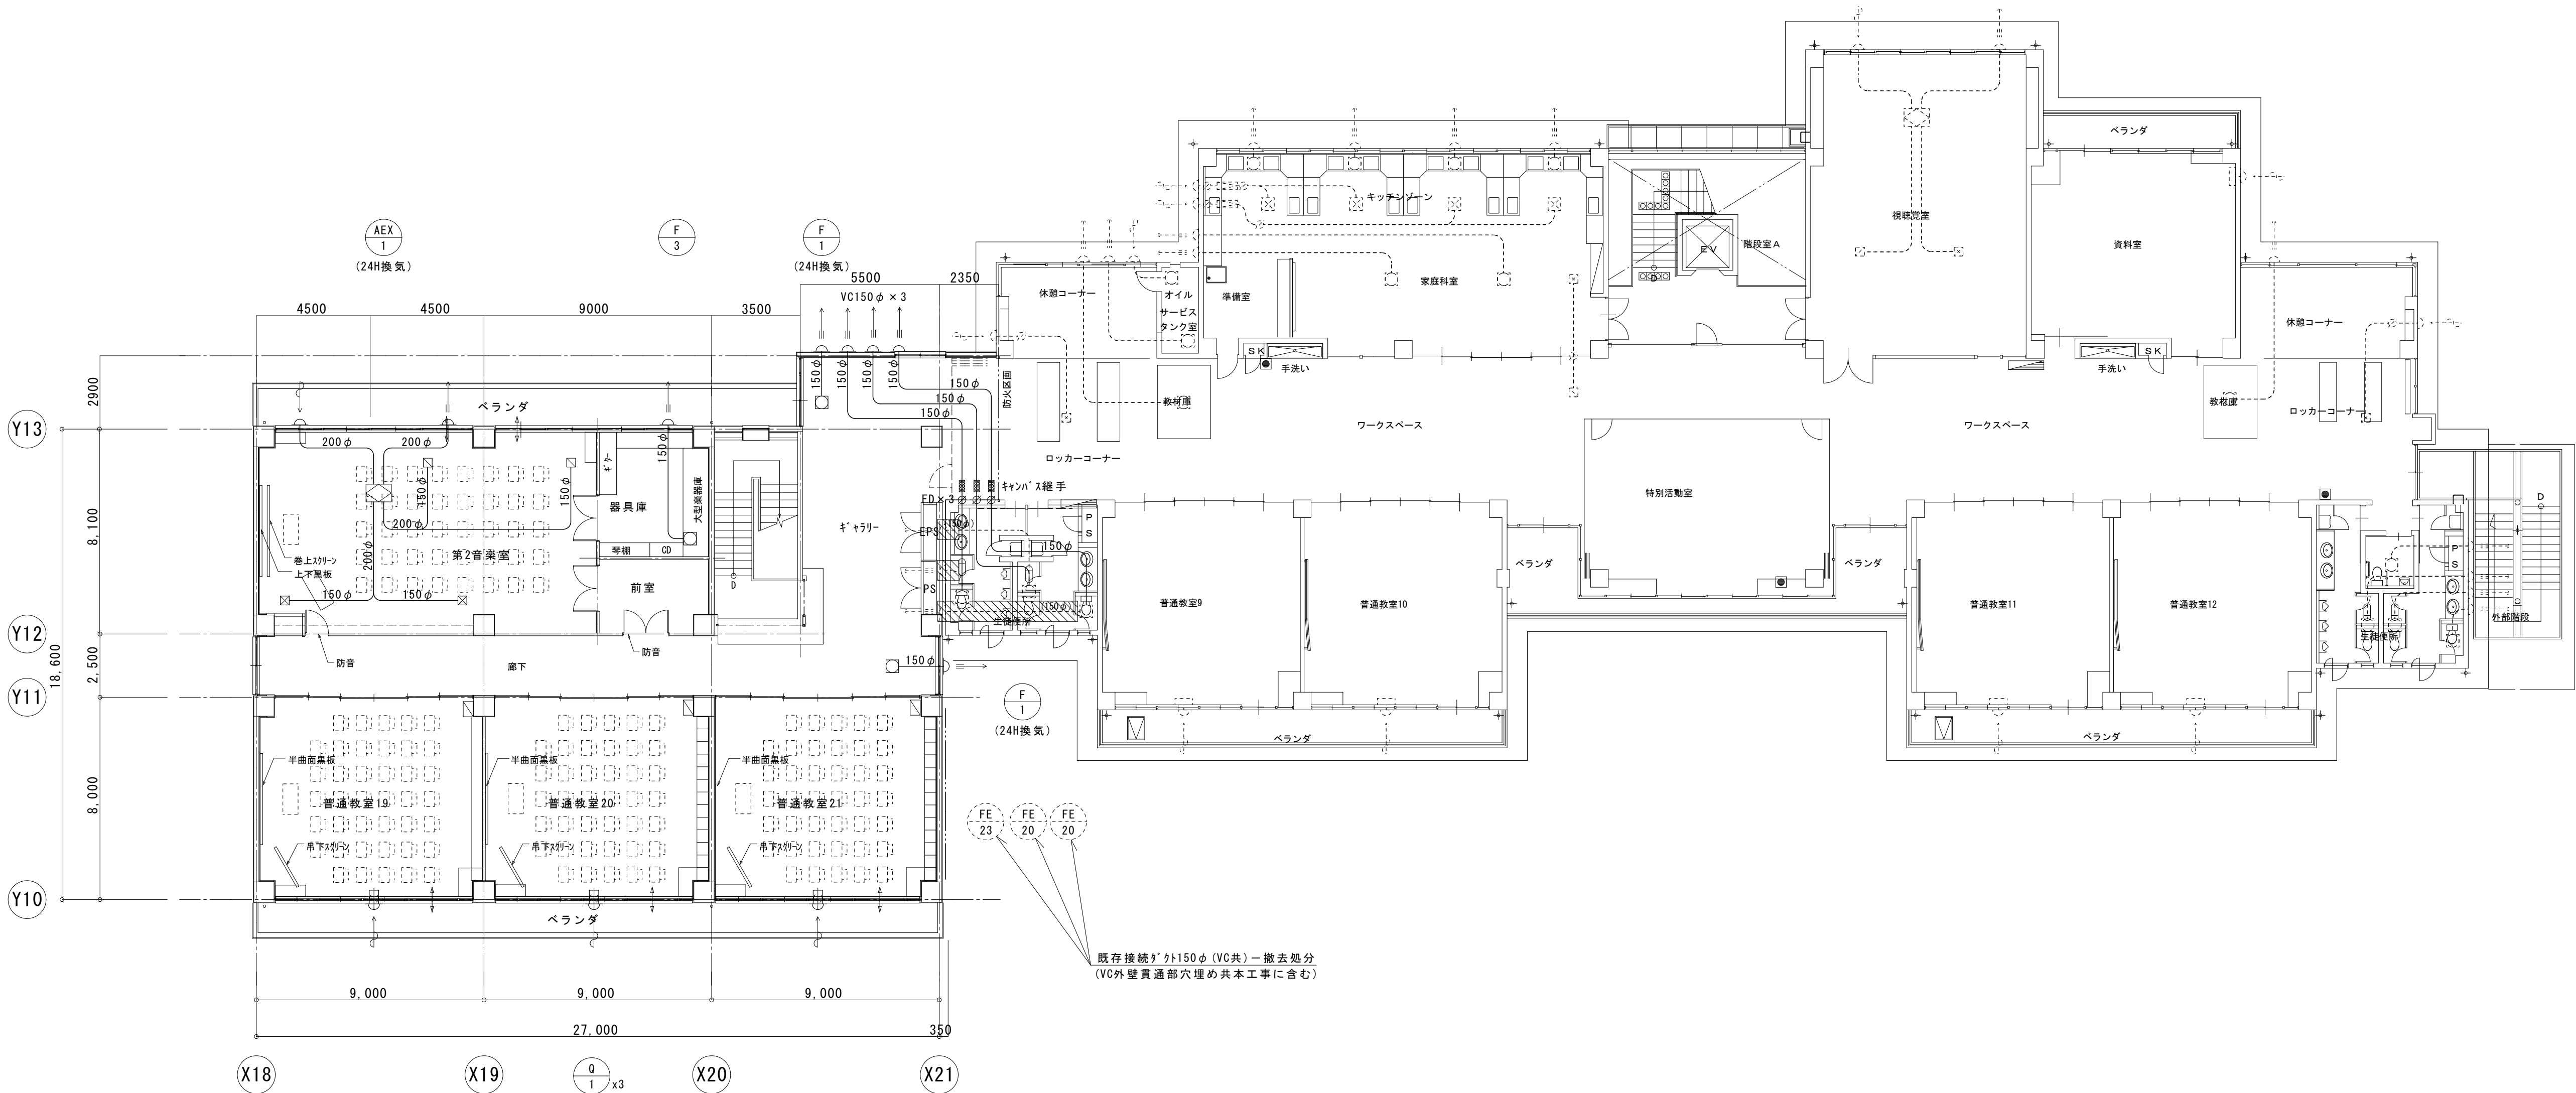 ベランダ
AEX
1
(24H換気)
F
3
F
1
(24H換気)
視聴覚室
資料室
キッチンゾーン
階段室A
EV
D
家庭科室
準備室
休憩コーナー
オイル
サービス
タンク室
休憩コーナー
5500
2350
VC150φ×3
4500
4500
9000
3500
SK
手洗い
SK
手洗い
150φ
150φ
150φ
150φ
防火区画
150φ
150φ
150φ
教材庫
教材庫
ロッカーコーナー
2900
ベランダ
Y13
200φ
200φ
150φ
ワークスペース
ワークスペース
ロッカーコーナー
ギター
150φ
150φ
器具庫
大型楽器庫
キャンバス継手
FD×3
特別活動室
D
200φ
ギャラリー
EPS
150φ
P
S
8,100
第2音楽室
琴棚
CD
150φ
P
S
200φ
巻上スクリーン
上下黒板
前室
D
PS
ベランダ
ベランダ
150φ
150φ
(150φ)
普通教室9
普通教室10
普通教室11
普通教室12
外部階段
生徒便所
生徒便所
Y12
18,600
2,500
防音
廊下
防音
150φ
Y11
F
1
(24H換気)
ベランダ
ベランダ
8,000
半曲面黒板
半曲面黒板
半曲面黒板
普通教室19
普通教室20
普通教室21
FE
23
FE
20
FE
20
吊下スクリーン
吊下スクリーン
吊下スクリーン
Y10
ベランダ
既存接続ダクト150φ(VC共)ー撤去処分
(VC外壁貫通部穴埋め共本工事に含む)
9,000
9,000
9,000
27,000
350
X18
X19
Q
1
x3
X20
X21